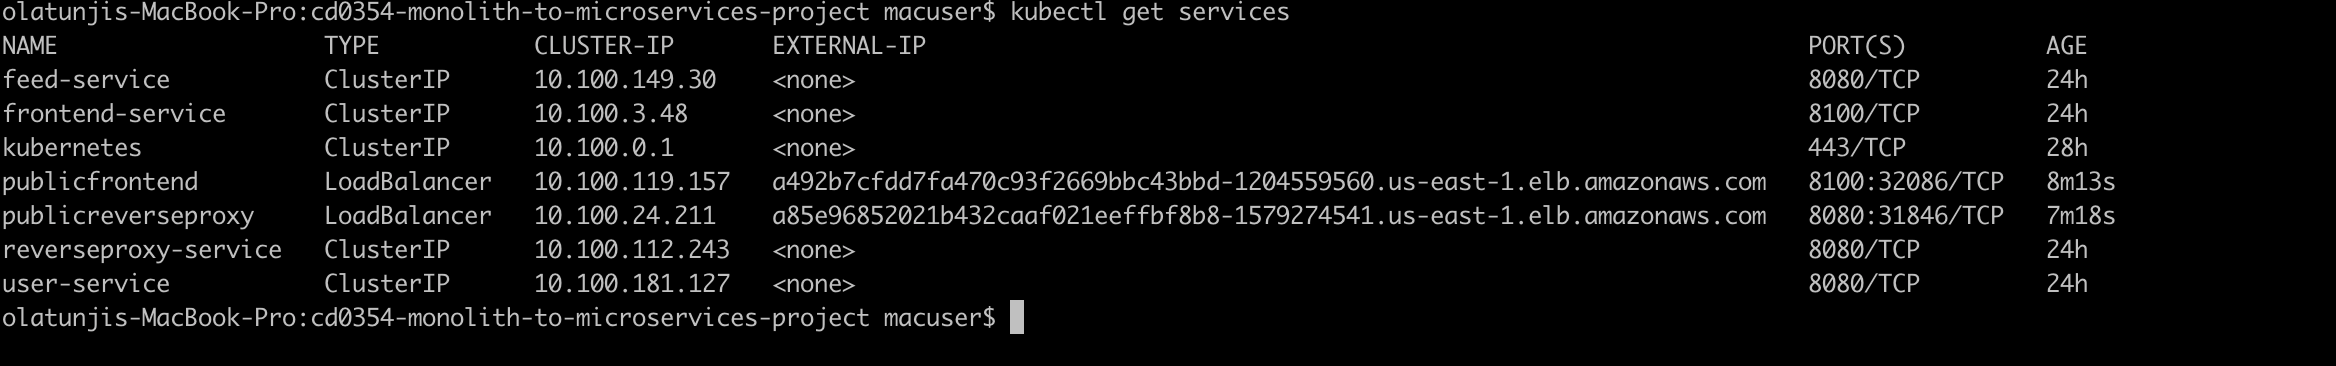 olatunjis-MacBook-Pro:cd0354-monolith-to-microservices-project macuser$ kubectl get services
NAME TYPE CLUSTER-IP EXTERNAL-IP PORT(S) AGE
feed-service ClusterIP 10.100.149.30 <none> 8080/TCP 24h
frontend-service ClusterIP 10.100.3.48 <none> 8100/TCP 24h
kubernetes ClusterIP 10.100.0.1 <none> 443/TCP 28h
publicfrontend LoadBalancer 10.100.119.157 a492b7cfdd7fa470c93f2669bbc43bbd-1204559560.us-east-1.elb.amazonaws.com 8100:32086/TCP 8m13s
publicreverseproxy LoadBalancer 10.100.24.211 a85e96852021b432caaf021eeffbf8b8-1579274541.us-east-1.elb.amazonaws.com 8080:31846/TCP 7m18s
reverseproxy-service ClusterIP 10.100.112.243 <none> 8080/TCP 24h
user-service ClusterIP 10.100.181.127 <none> 8080/TCP 24h
olatunjis-MacBook-Pro:cd0354-monolith-to-microservices-project macuser$